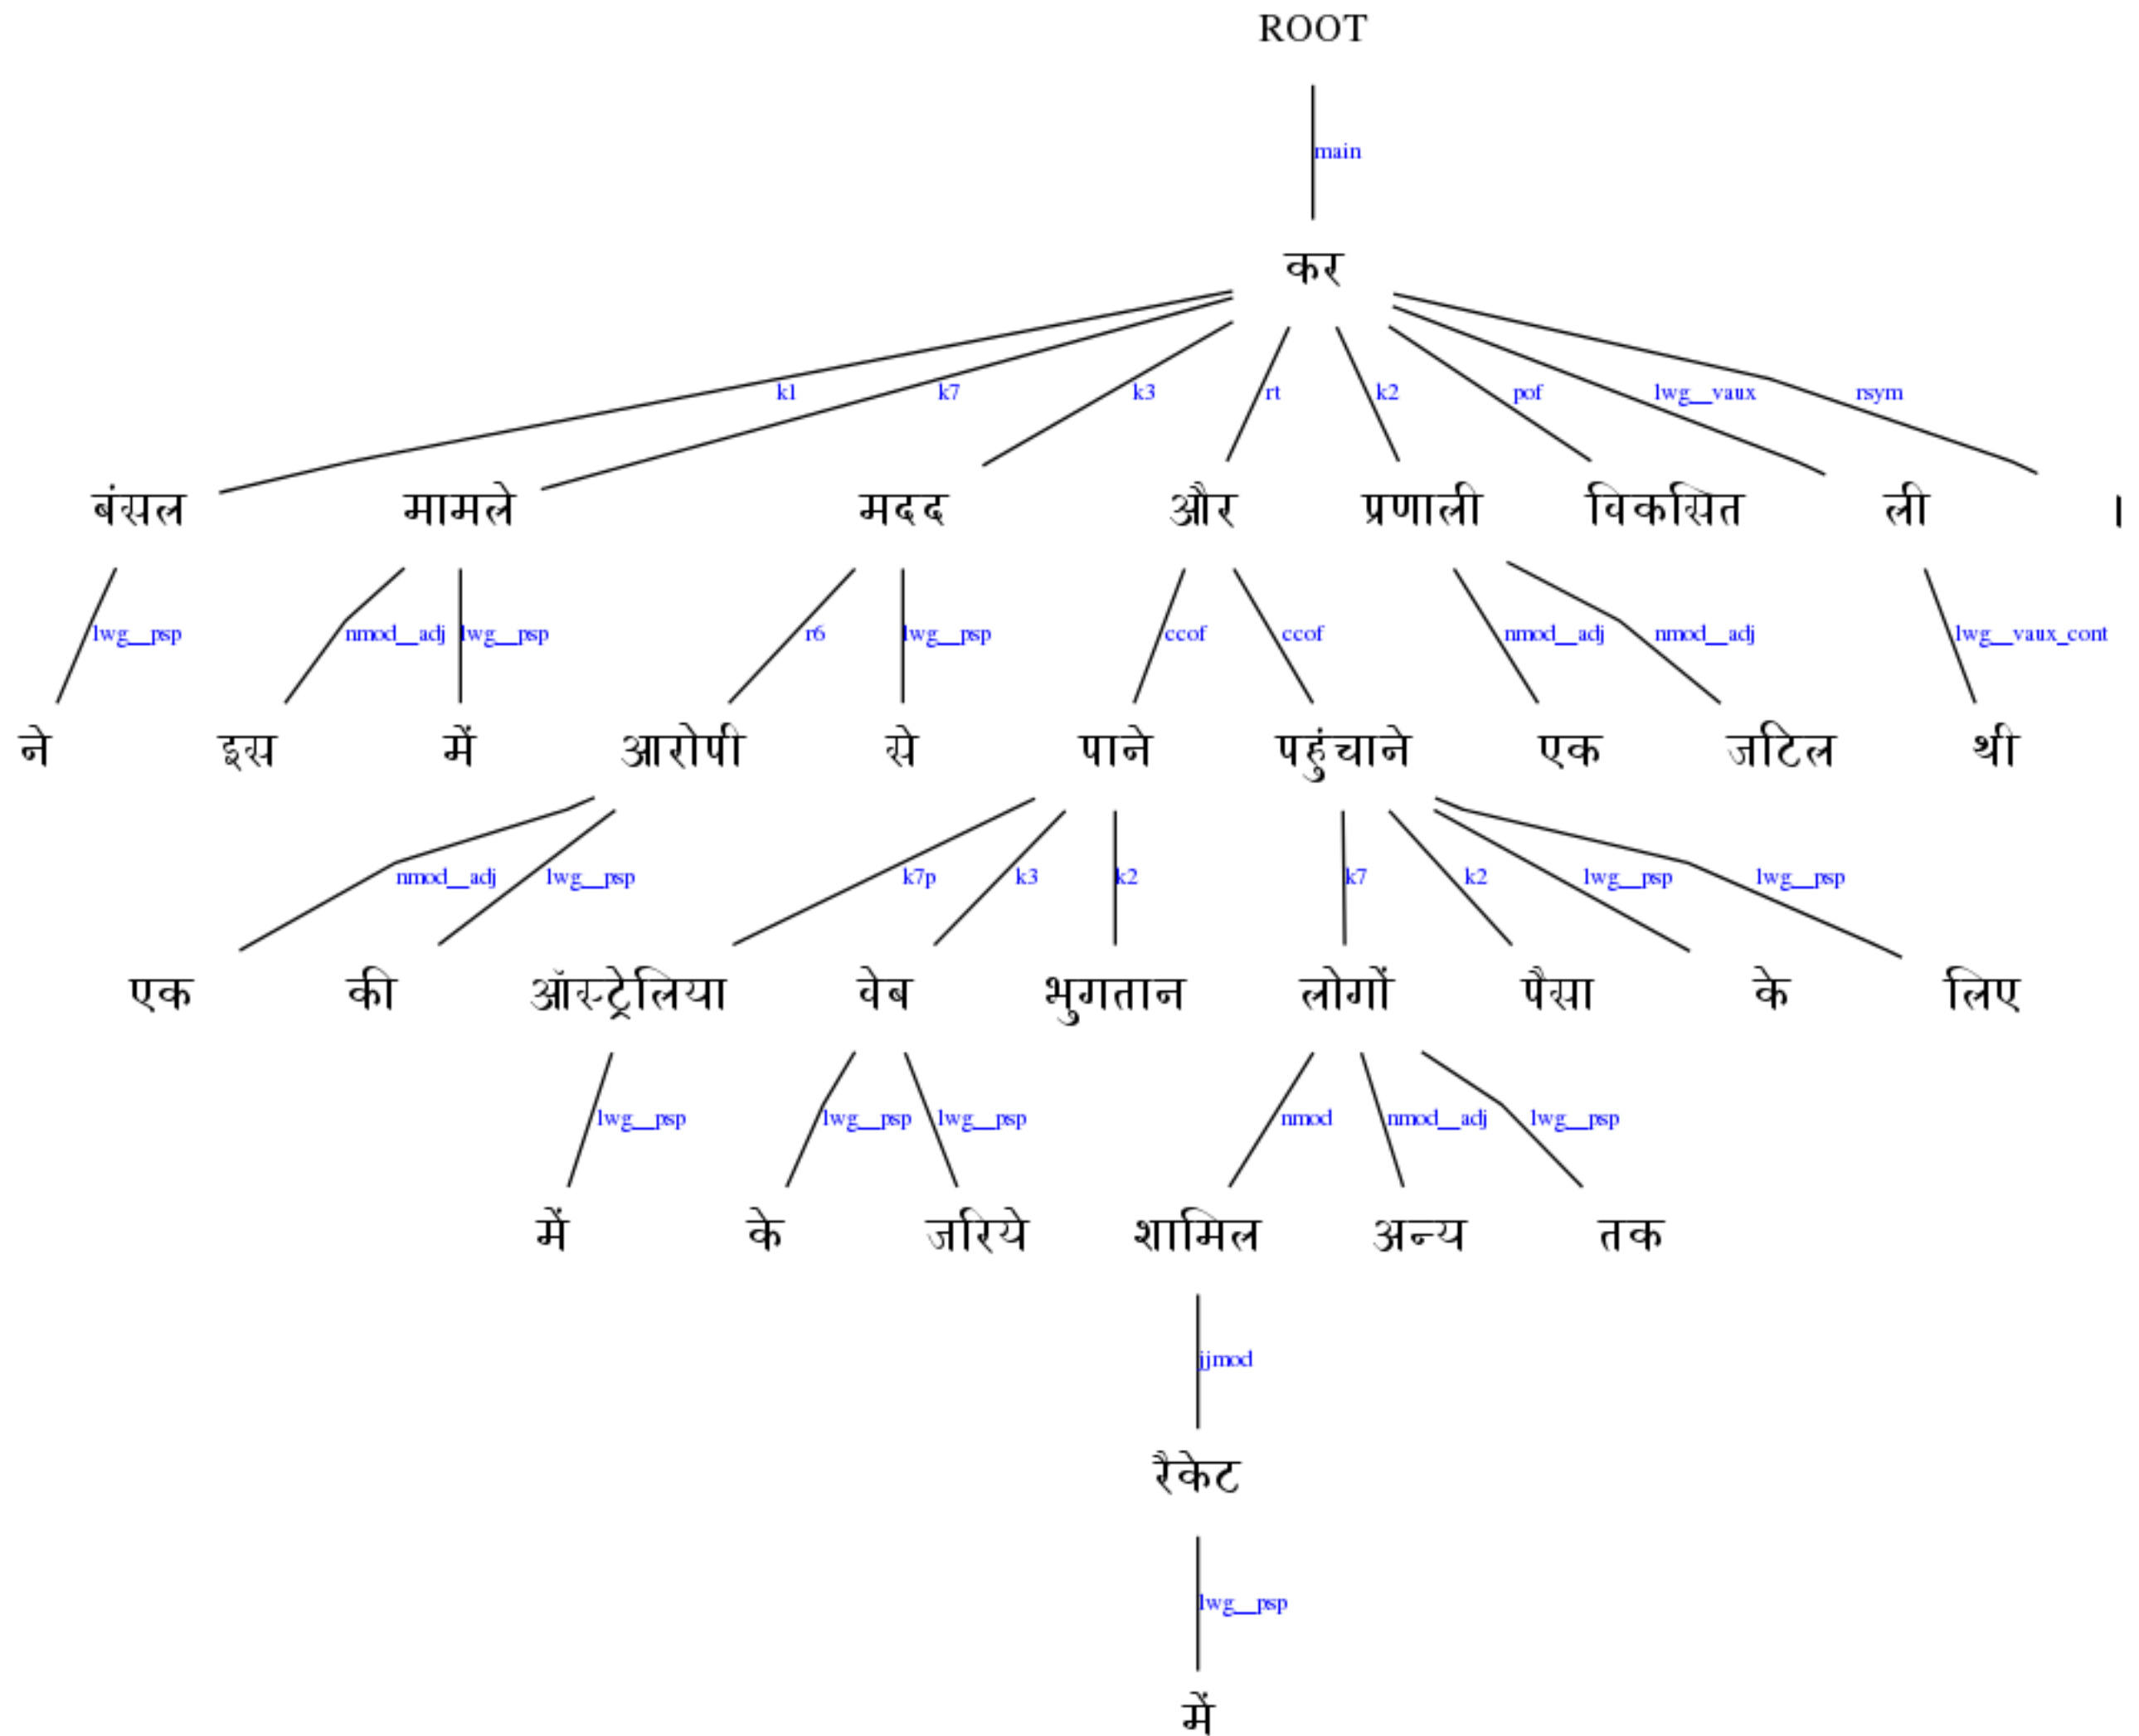 ROOT
main
कर
k1 k7 k3 rt k2 pof lwg__vaux rsym
बंसल मामले मदद और प्रणाली विकसित ली ।
lwg__psp nmod__adj lwg__psp r6 lwg__psp ccof ccof nmod__adj nmod__adj lwg__vaux_cont
ने इस में आरोपी से पाने पहुंचाने एक जटिल थी
nmod__adj lwg__psp k7p k3 k2 k7 k2 lwg__psp lwg__psp
एक की ऑस्ट्रेलिया वेब भुगतान लोगों पैसा के लिए
lwg__psp lwg__psp lwg__psp nmod nmod__adj lwg__psp
में के जरिये शामिल अन्य तक
jjmod
रैकेट
lwg__psp
में